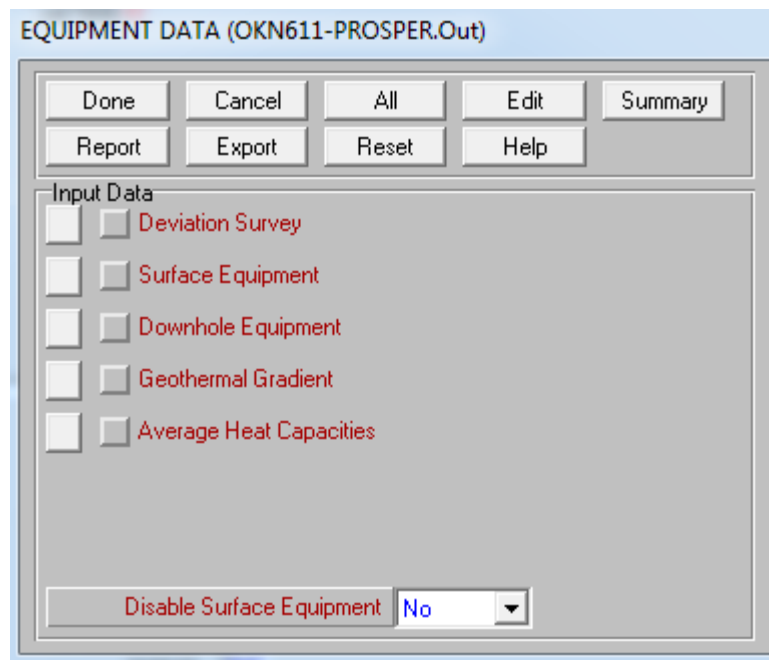 EQUIPMENT DATA (OKN611-PROSPER.Out)
Done Cancel All Edit Summary
Report Export Reset Help
Input Data
Deviation Survey
Surface Equipment
Downhole Equipment
Geothermal Gradient
Average Heat Capacities
Disable Surface Equipment No